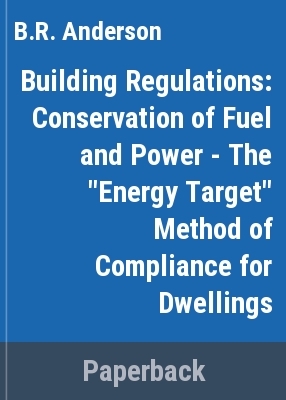 B.R. Anderson
Building Regulations:
Conservation of Fuel
and Power - The
"Energy Target"
Method of
Compliance for
Dwellings
Paperback